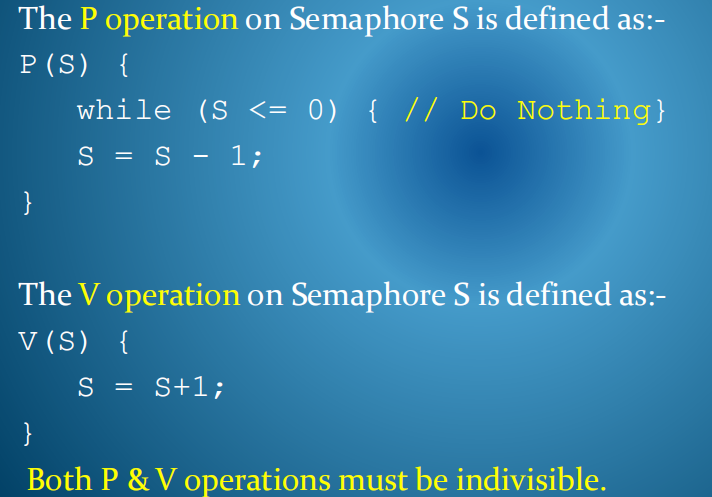 The P operation on Semaphore S is defined as:-
P(S) {
while (S <= 0) { // Do Nothing}
S = S - 1;
}
The V operation on Semaphore S is defined as:-
V(S) {
S = S+1;
}
Both P & V operations must be indivisible.